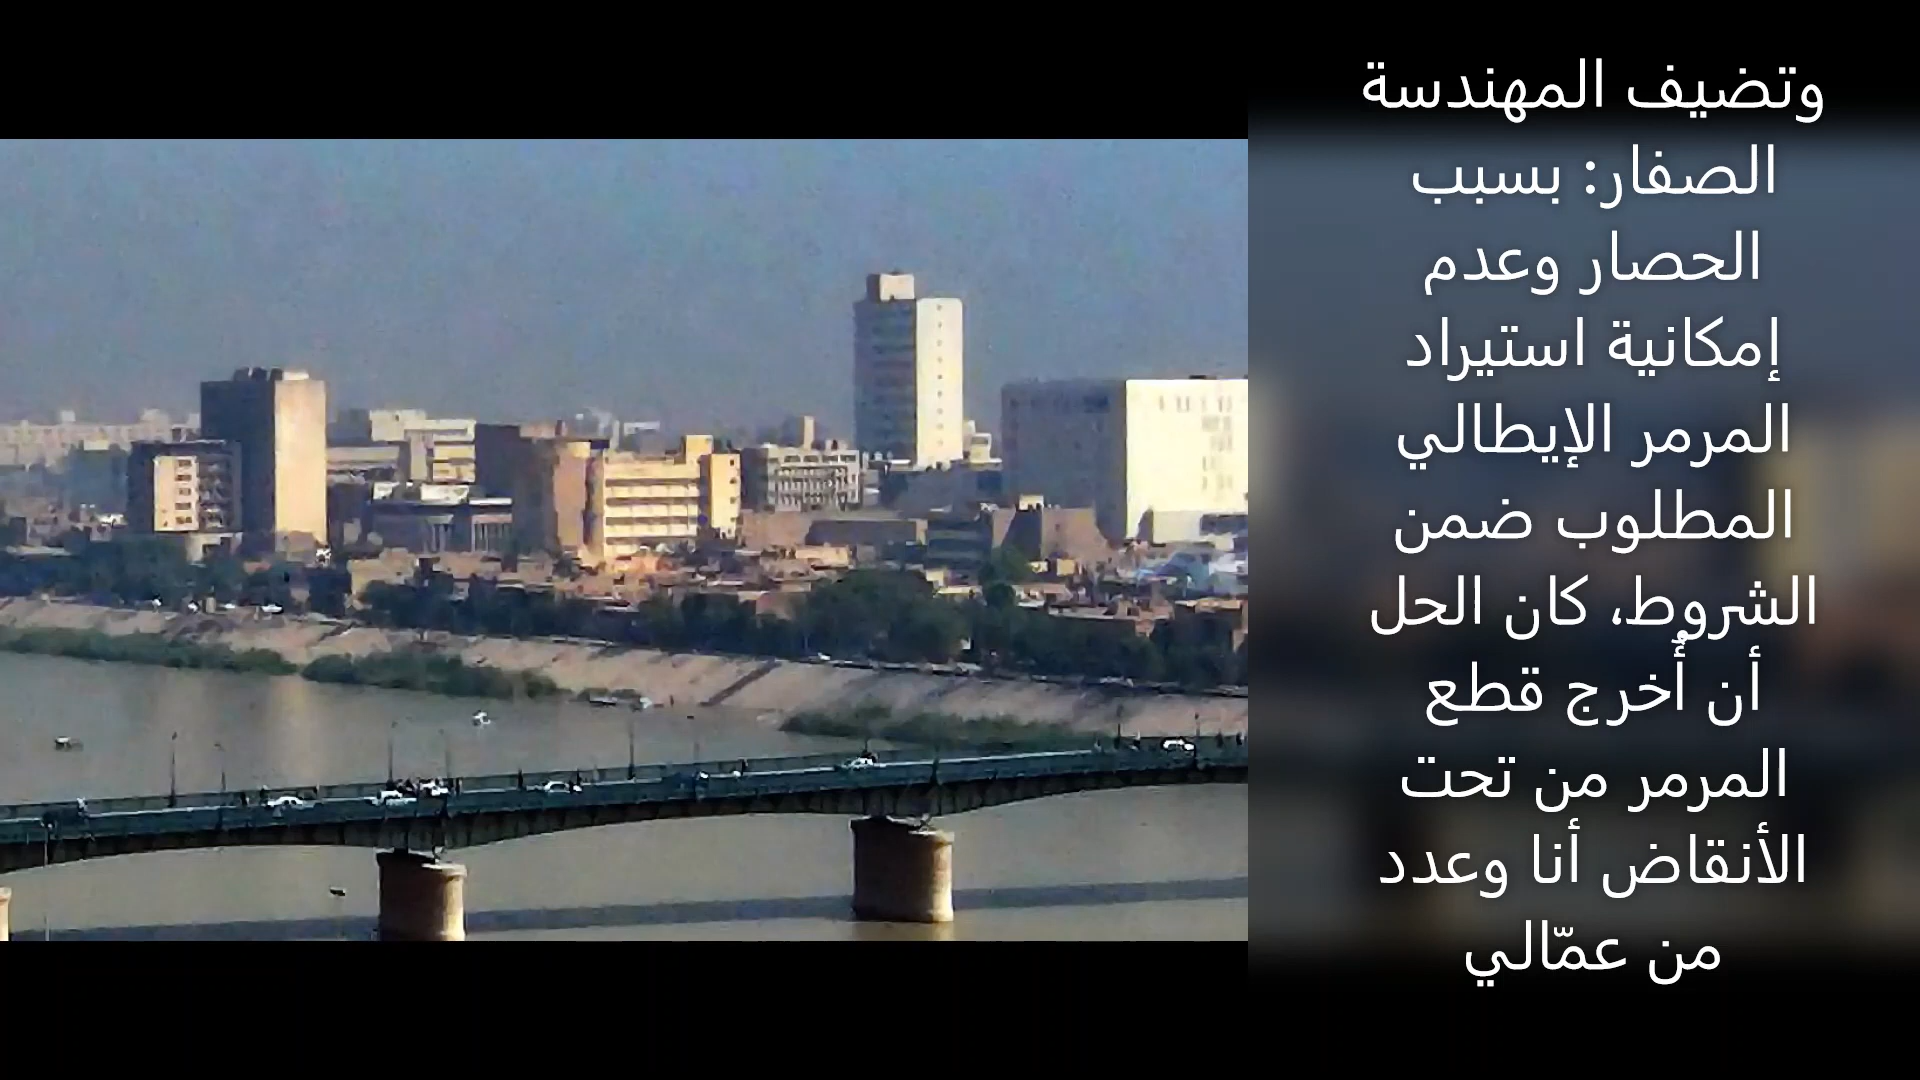 وتضيف المهندسة
الصفار: بسبب
الحصار وعدم
إمكانية استيراد
المرمر الإيطالي
المطلوب ضمن
الشروط، كان الحل
أن أُخرج قطع
المرمر من تحت
الأنقاض أنا وعدد
من عمّالي